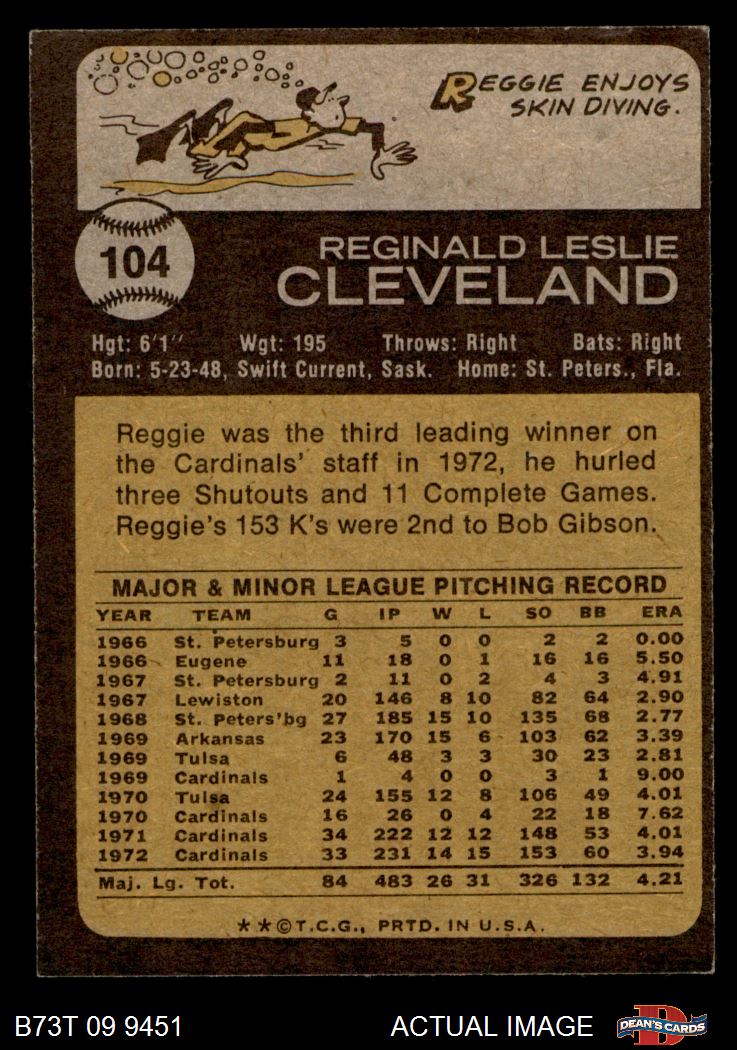 REGGIE ENJOYS
SKIN DIVING.
104
REGINALD LESLIE
CLEVELAND
Hgt: 6'1" Wgt: 195 Throws: Right Bats: Right
Born: 5-23-48, Swift Current, Sask. Home: St. Peters., Fla.
Reggie was the third leading winner on
the Cardinals' staff in 1972, he hurled
three Shutouts and 11 Complete Games.
Reggie's 153 K's were 2nd to Bob Gibson.
MAJOR & MINOR LEAGUE PITCHING RECORD
YEAR TEAM G IP W L SO BB ERA
1966 St. Petersburg 3 5 0 0 2 2 0.00
1966 Eugene 11 18 0 1 16 16 5.50
1967 St. Petersburg 2 11 0 2 4 3 4.91
1967 Lewiston 20 146 8 10 82 64 2.90
1968 St. Peters'bg 27 185 15 10 135 68 2.77
1969 Arkansas 23 170 15 6 103 62 3.39
1969 Tulsa 6 48 3 3 30 23 2.81
1969 Cardinals 1 4 0 0 3 1 9.00
1970 Tulsa 24 155 12 8 106 49 4.01
1970 Cardinals 16 26 0 4 22 18 7.62
1971 Cardinals 34 222 12 12 148 53 4.01
1972 Cardinals 33 231 14 15 153 60 3.94
Maj. Lg. Tot. 84 483 26 31 326 132 4.21
**©T.C.G., PRTD. IN U.S.A.
B73T 09 9451 ACTUAL IMAGE D DEAN'S CARDS